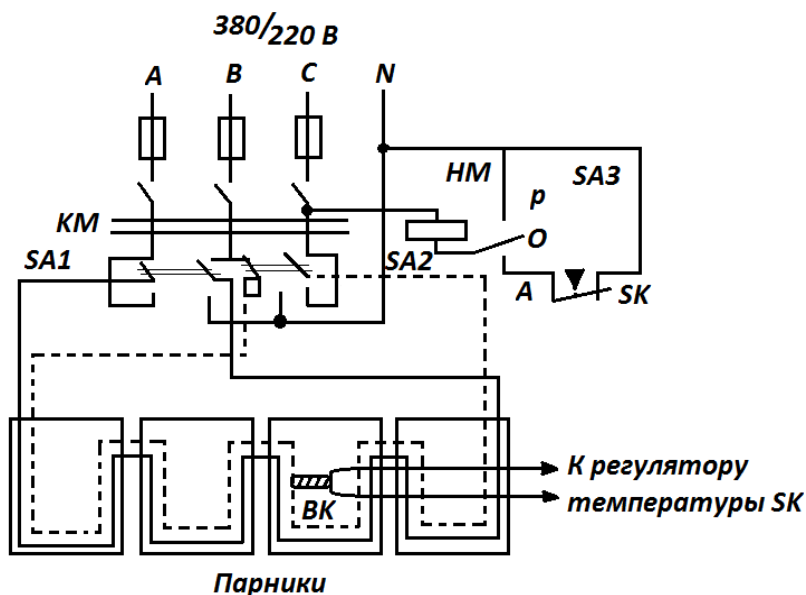 380/220 В
А В С N
НМ SA3
р
КМ
О
SA1 SA2
А SK
К регулятору
температуры SK
ВК
Парники